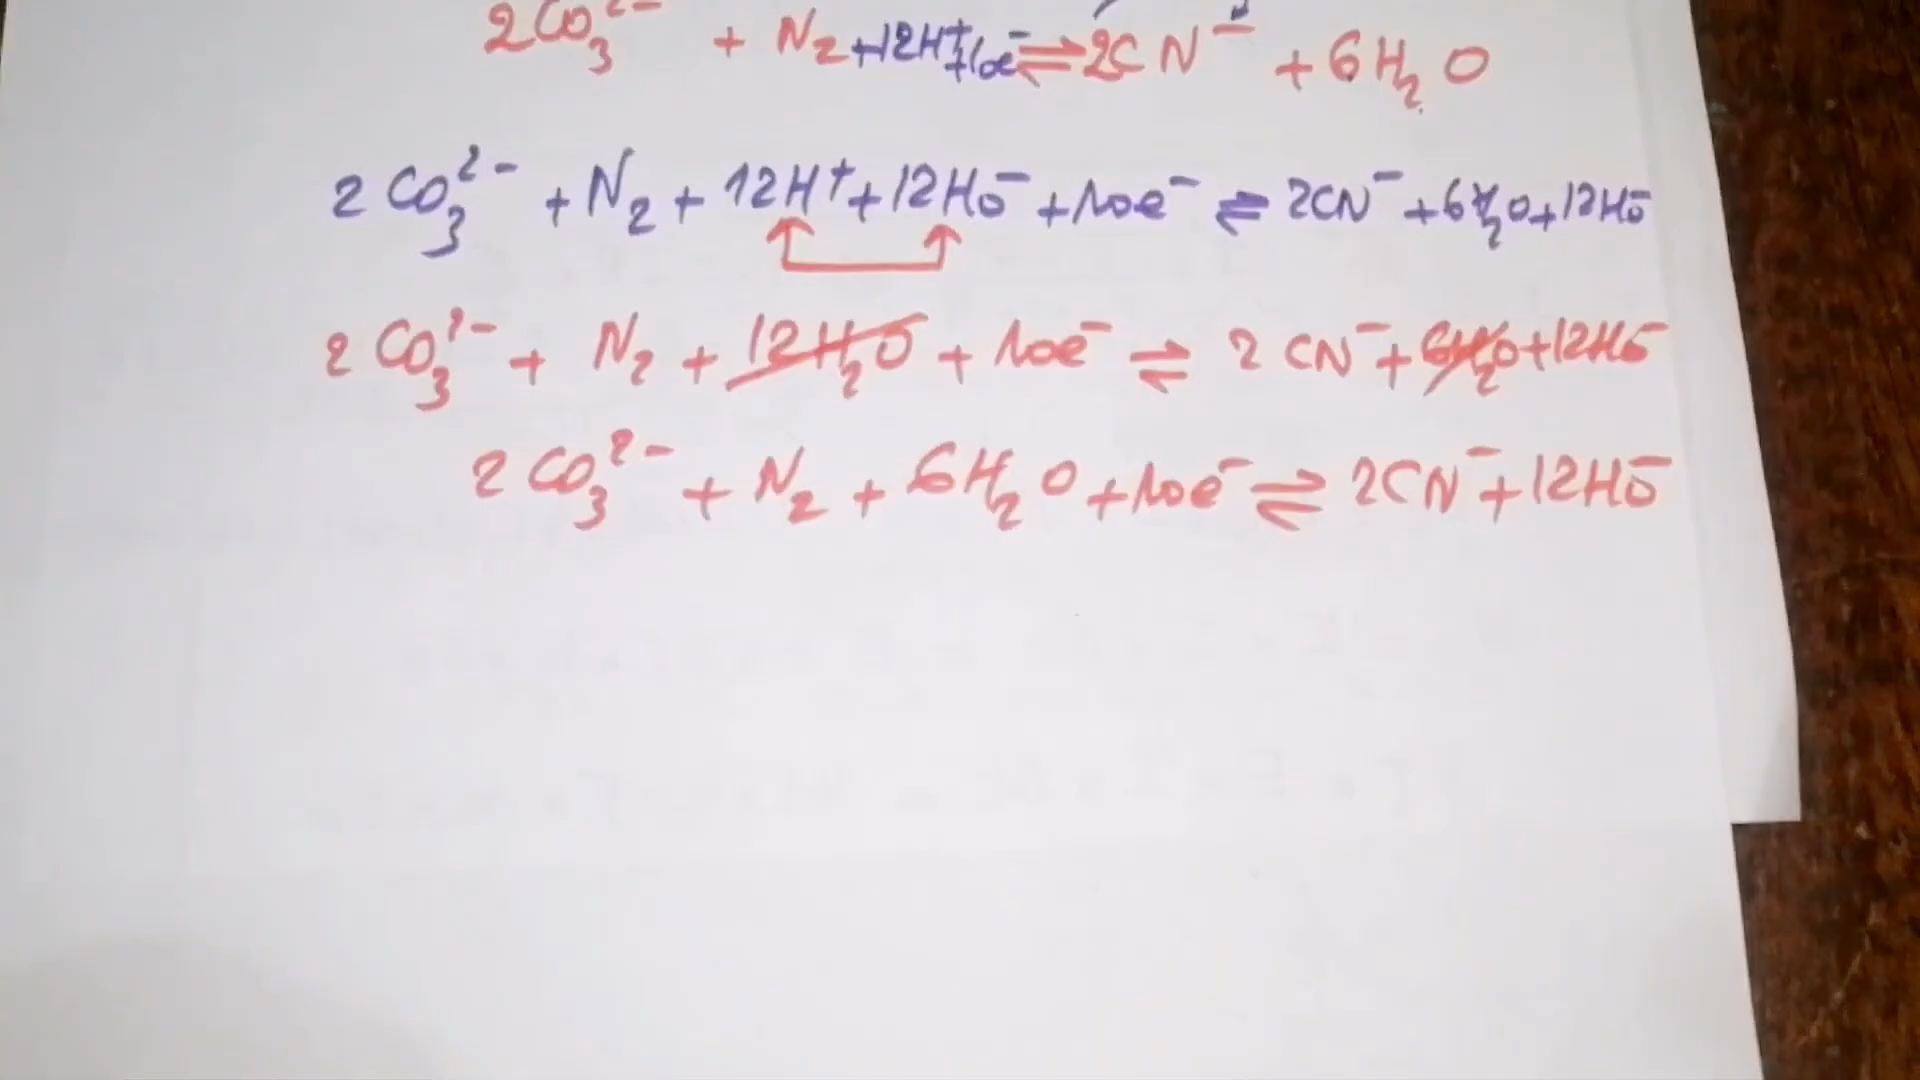 2CO₃²⁻ + N₂ +12H⁺ +10e⁻ ⇌ 2CN⁻ + 6H₂O
2CO₃²⁻ + N₂ + 12H⁺ + 12HO⁻ + 10e⁻ ⇌ 2CN⁻ + 6H₂O + 12HO⁻
2CO₃²⁻ + N₂ + 12H₂O + 10e⁻ ⇌ 2CN⁻ + 6H₂O + 12HO⁻
2CO₃²⁻ + N₂ + 6H₂O + 10e⁻ ⇌ 2CN⁻ + 12HO⁻